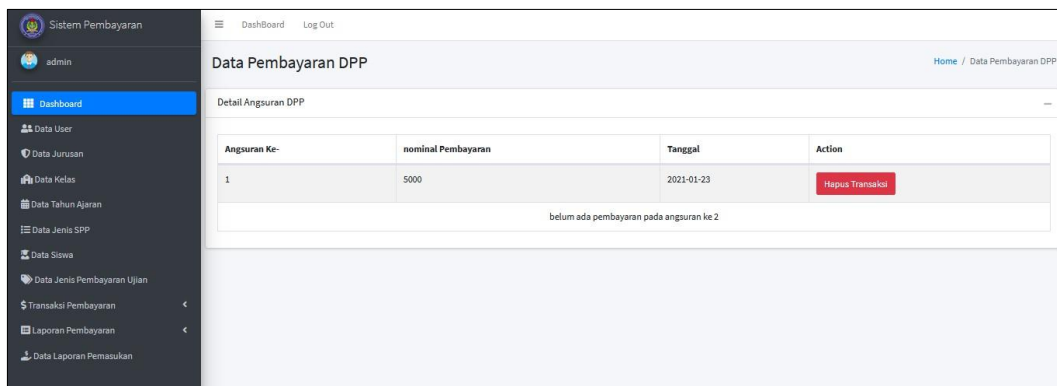 Sistem Pembayaran
admin
Dashboard
Data User
Data Jurusan
Data Kelas
Data Tahun Ajaran
Data Jenis SPP
Data Siswa
Data Jenis Pembayaran Ujian
Transaksi Pembayaran
Laporan Pembayaran
Data Laporan Pemasukan
DashBoard Log Out
Data Pembayaran DPP
Home / Data Pembayaran DPP
Detail Angsuran DPP
Angsuran Ke- nominal Pembayaran Tanggal Action
1 5000 2021-01-23 Hapus Transaksi
belum ada pembayaran pada angsuran ke 2